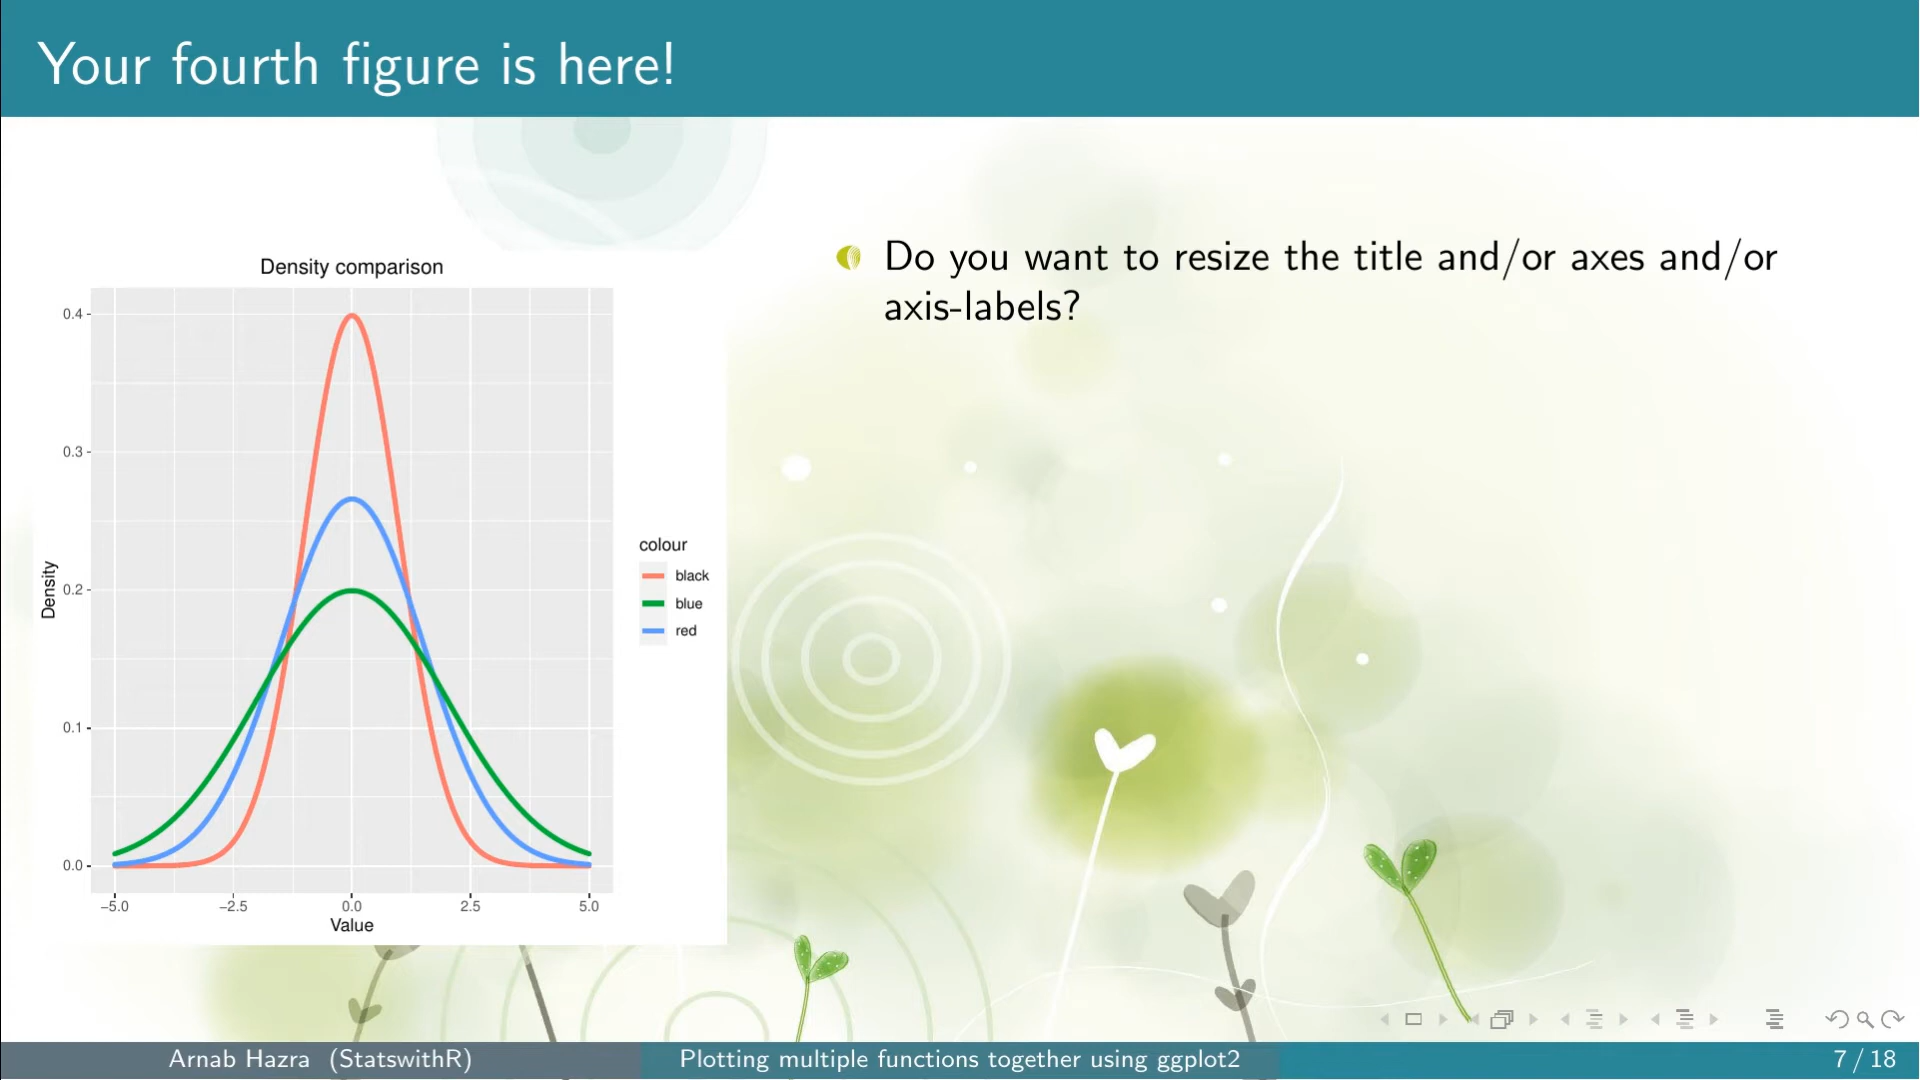 Your fourth figure is here!
Density comparison
0.4
0.3
0.2
0.1
0.0
Density
−5.0 −2.5 0.0 2.5 5.0
Value
colour
black
blue
red
Do you want to resize the title and/or axes and/or
axis-labels?
Arnab Hazra (StatswithR) Plotting multiple functions together using ggplot2 7 / 18